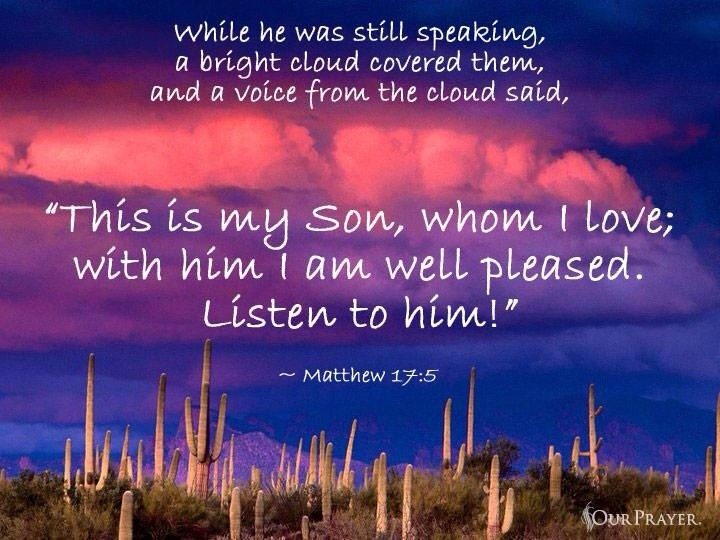 While he was still speaking,
a bright cloud covered them,
and a voice from the cloud said,
“This is my Son, whom I love;
with him I am well pleased.
Listen to him!”
~ Matthew 17:5
OURPRAYER.